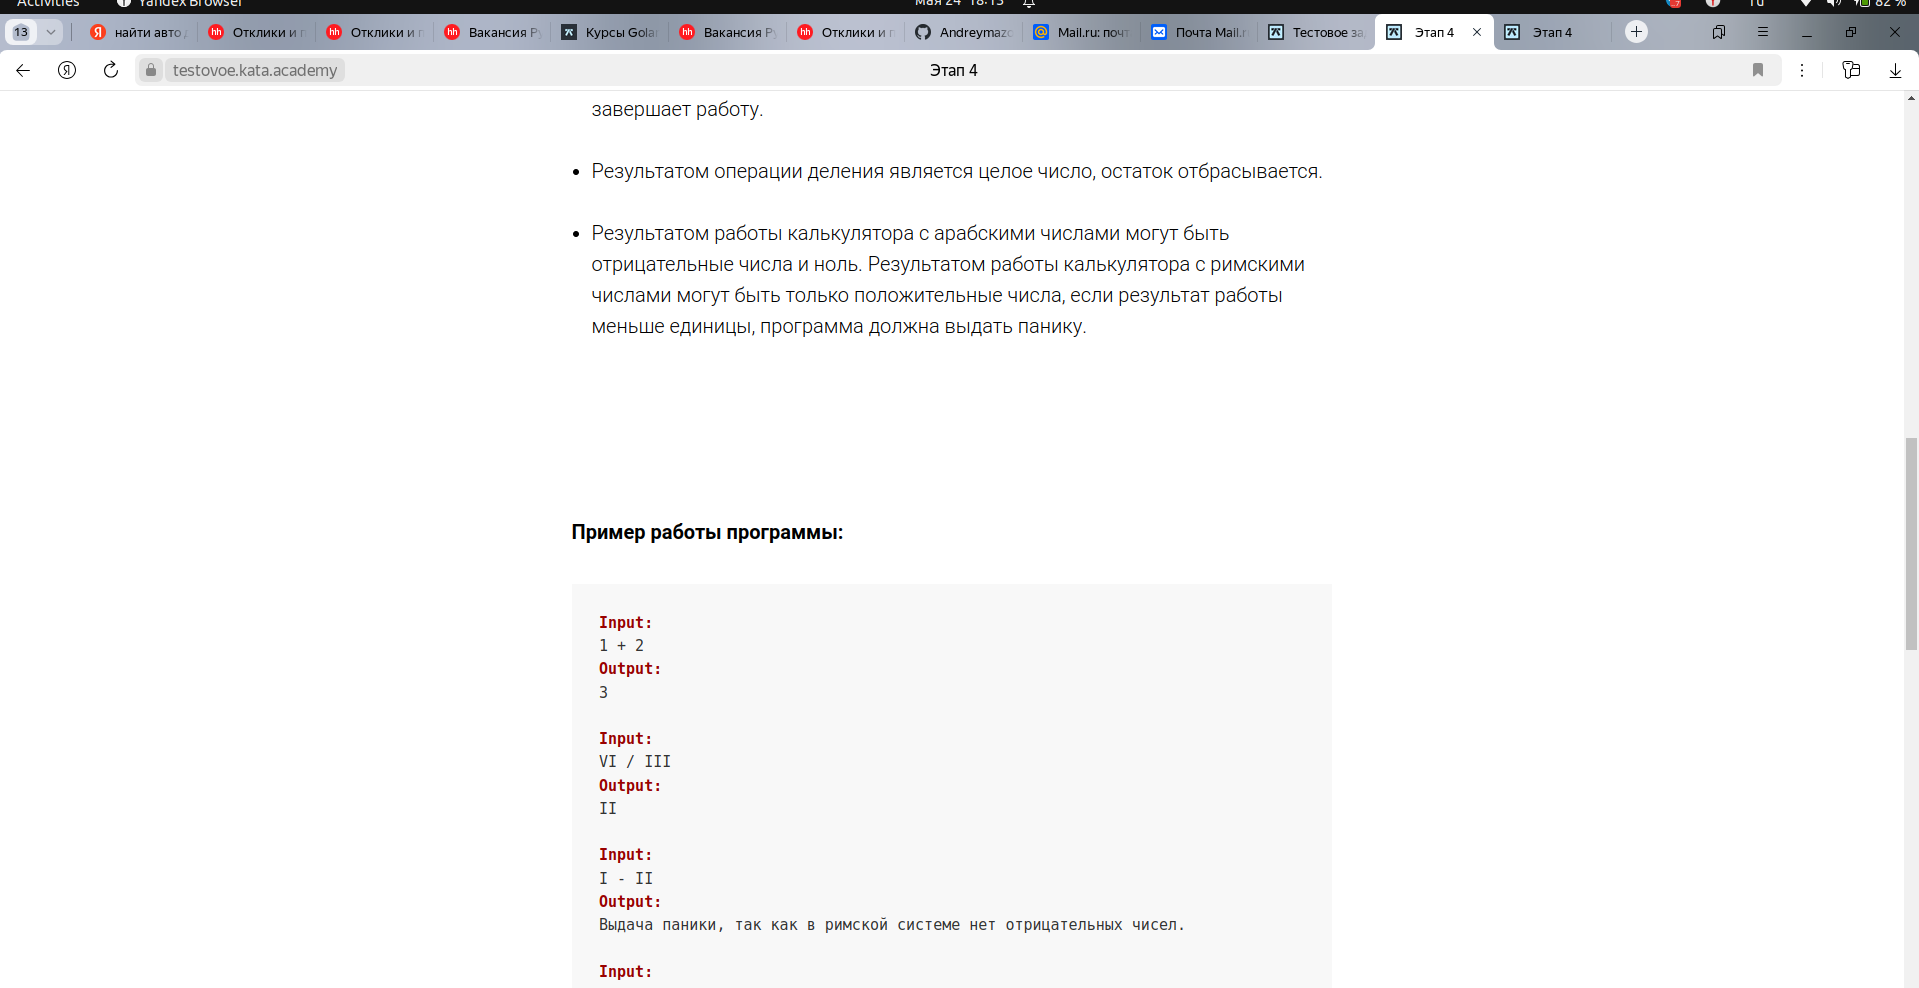 Activities Yandex Browser мая 24 18:13 ru 82 %
13 найти авто Отклики и п Отклики и п Вакансия Ру Курсы Golan Вакансия Ру Отклики и п Andreymazo Mail.ru: почт Почта Mail.r Тестовое за Этап 4 Этап 4
testovoe.kata.academy Этап 4
завершает работу.
• Результатом операции деления является целое число, остаток отбрасывается.
• Результатом работы калькулятора с арабскими числами могут быть
отрицательные числа и ноль. Результатом работы калькулятора с римскими
числами могут быть только положительные числа, если результат работы
меньше единицы, программа должна выдать панику.
Пример работы программы:
Input:
1 + 2
Output:
3
Input:
VI / III
Output:
II
Input:
I - II
Output:
Выдача паники, так как в римской системе нет отрицательных чисел.
Input: